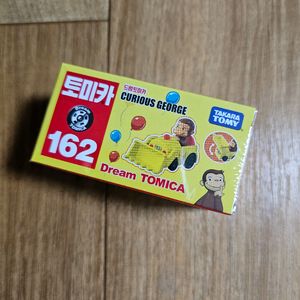 토미카
드림토미카
CURIOUS GEORGE
TAKARA
TOMY
162
Dream TOMICA